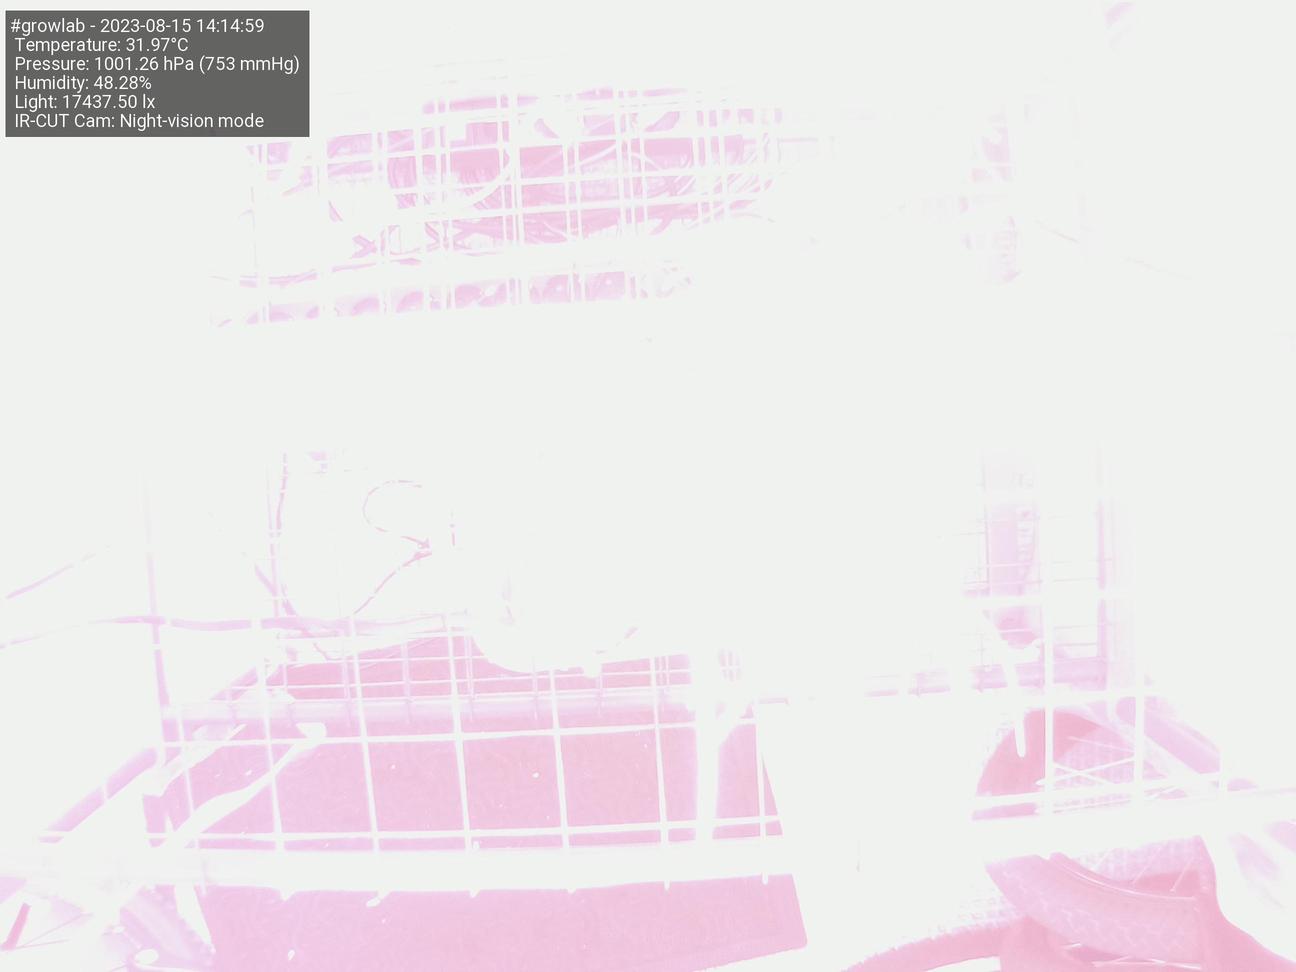 #growlab - 2023-08-15 14:14:59
Temperature: 31.97°C
Pressure: 1001.26 hPa (753 mmHg)
Humidity: 48.28%
Light: 17437.50 lx
IR-CUT Cam: Night-vision mode